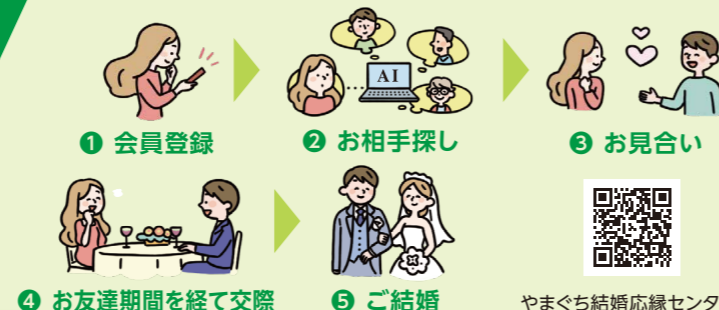 AI
❶ 会員登録
❷ お相手探し
❸ お見合い
❹ お友達期間を経て交際
❺ ご結婚
やまぐち結婚応縁センタ